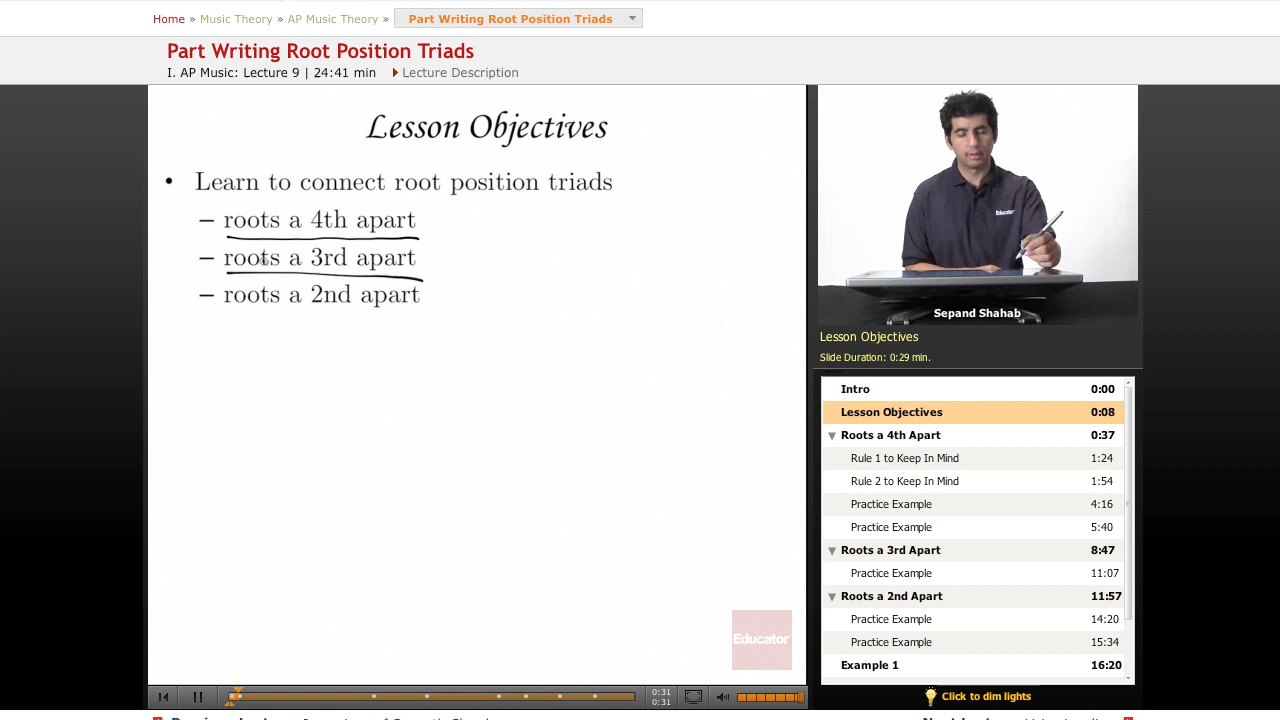 Home » Music Theory » AP Music Theory » Part Writing Root Position Triads
Part Writing Root Position Triads
I. AP Music: Lecture 9 | 24:41 min Lecture Description
Lesson Objectives
• Learn to connect root position triads
– roots a 4th apart
– roots a 3rd apart
– roots a 2nd apart
Educator
Educator
Sepand Shahab
Lesson Objectives
Slide Duration: 0:29 min.
Intro 0:00
Lesson Objectives 0:08
Roots a 4th Apart 0:37
Rule 1 to Keep In Mind 1:24
Rule 2 to Keep In Mind 1:54
Practice Example 4:16
Practice Example 5:40
Roots a 3rd Apart 8:47
Practice Example 11:07
Roots a 2nd Apart 11:57
Practice Example 14:20
Practice Example 15:34
Example 1 16:20
0:31
0:31
Click to dim lights